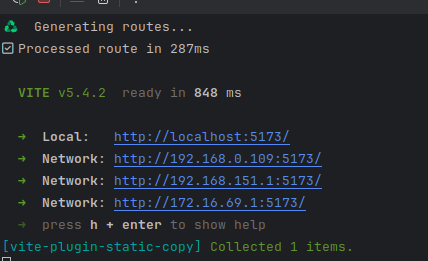 Generating routes...
Processed route in 287ms
VITE v5.4.2 ready in 848 ms
➜ Local: http://localhost:5173/
➜ Network: http://192.168.0.109:5173/
➜ Network: http://192.168.151.1:5173/
➜ Network: http://172.16.69.1:5173/
➜ press h + enter to show help
[vite-plugin-static-copy] Collected 1 items.